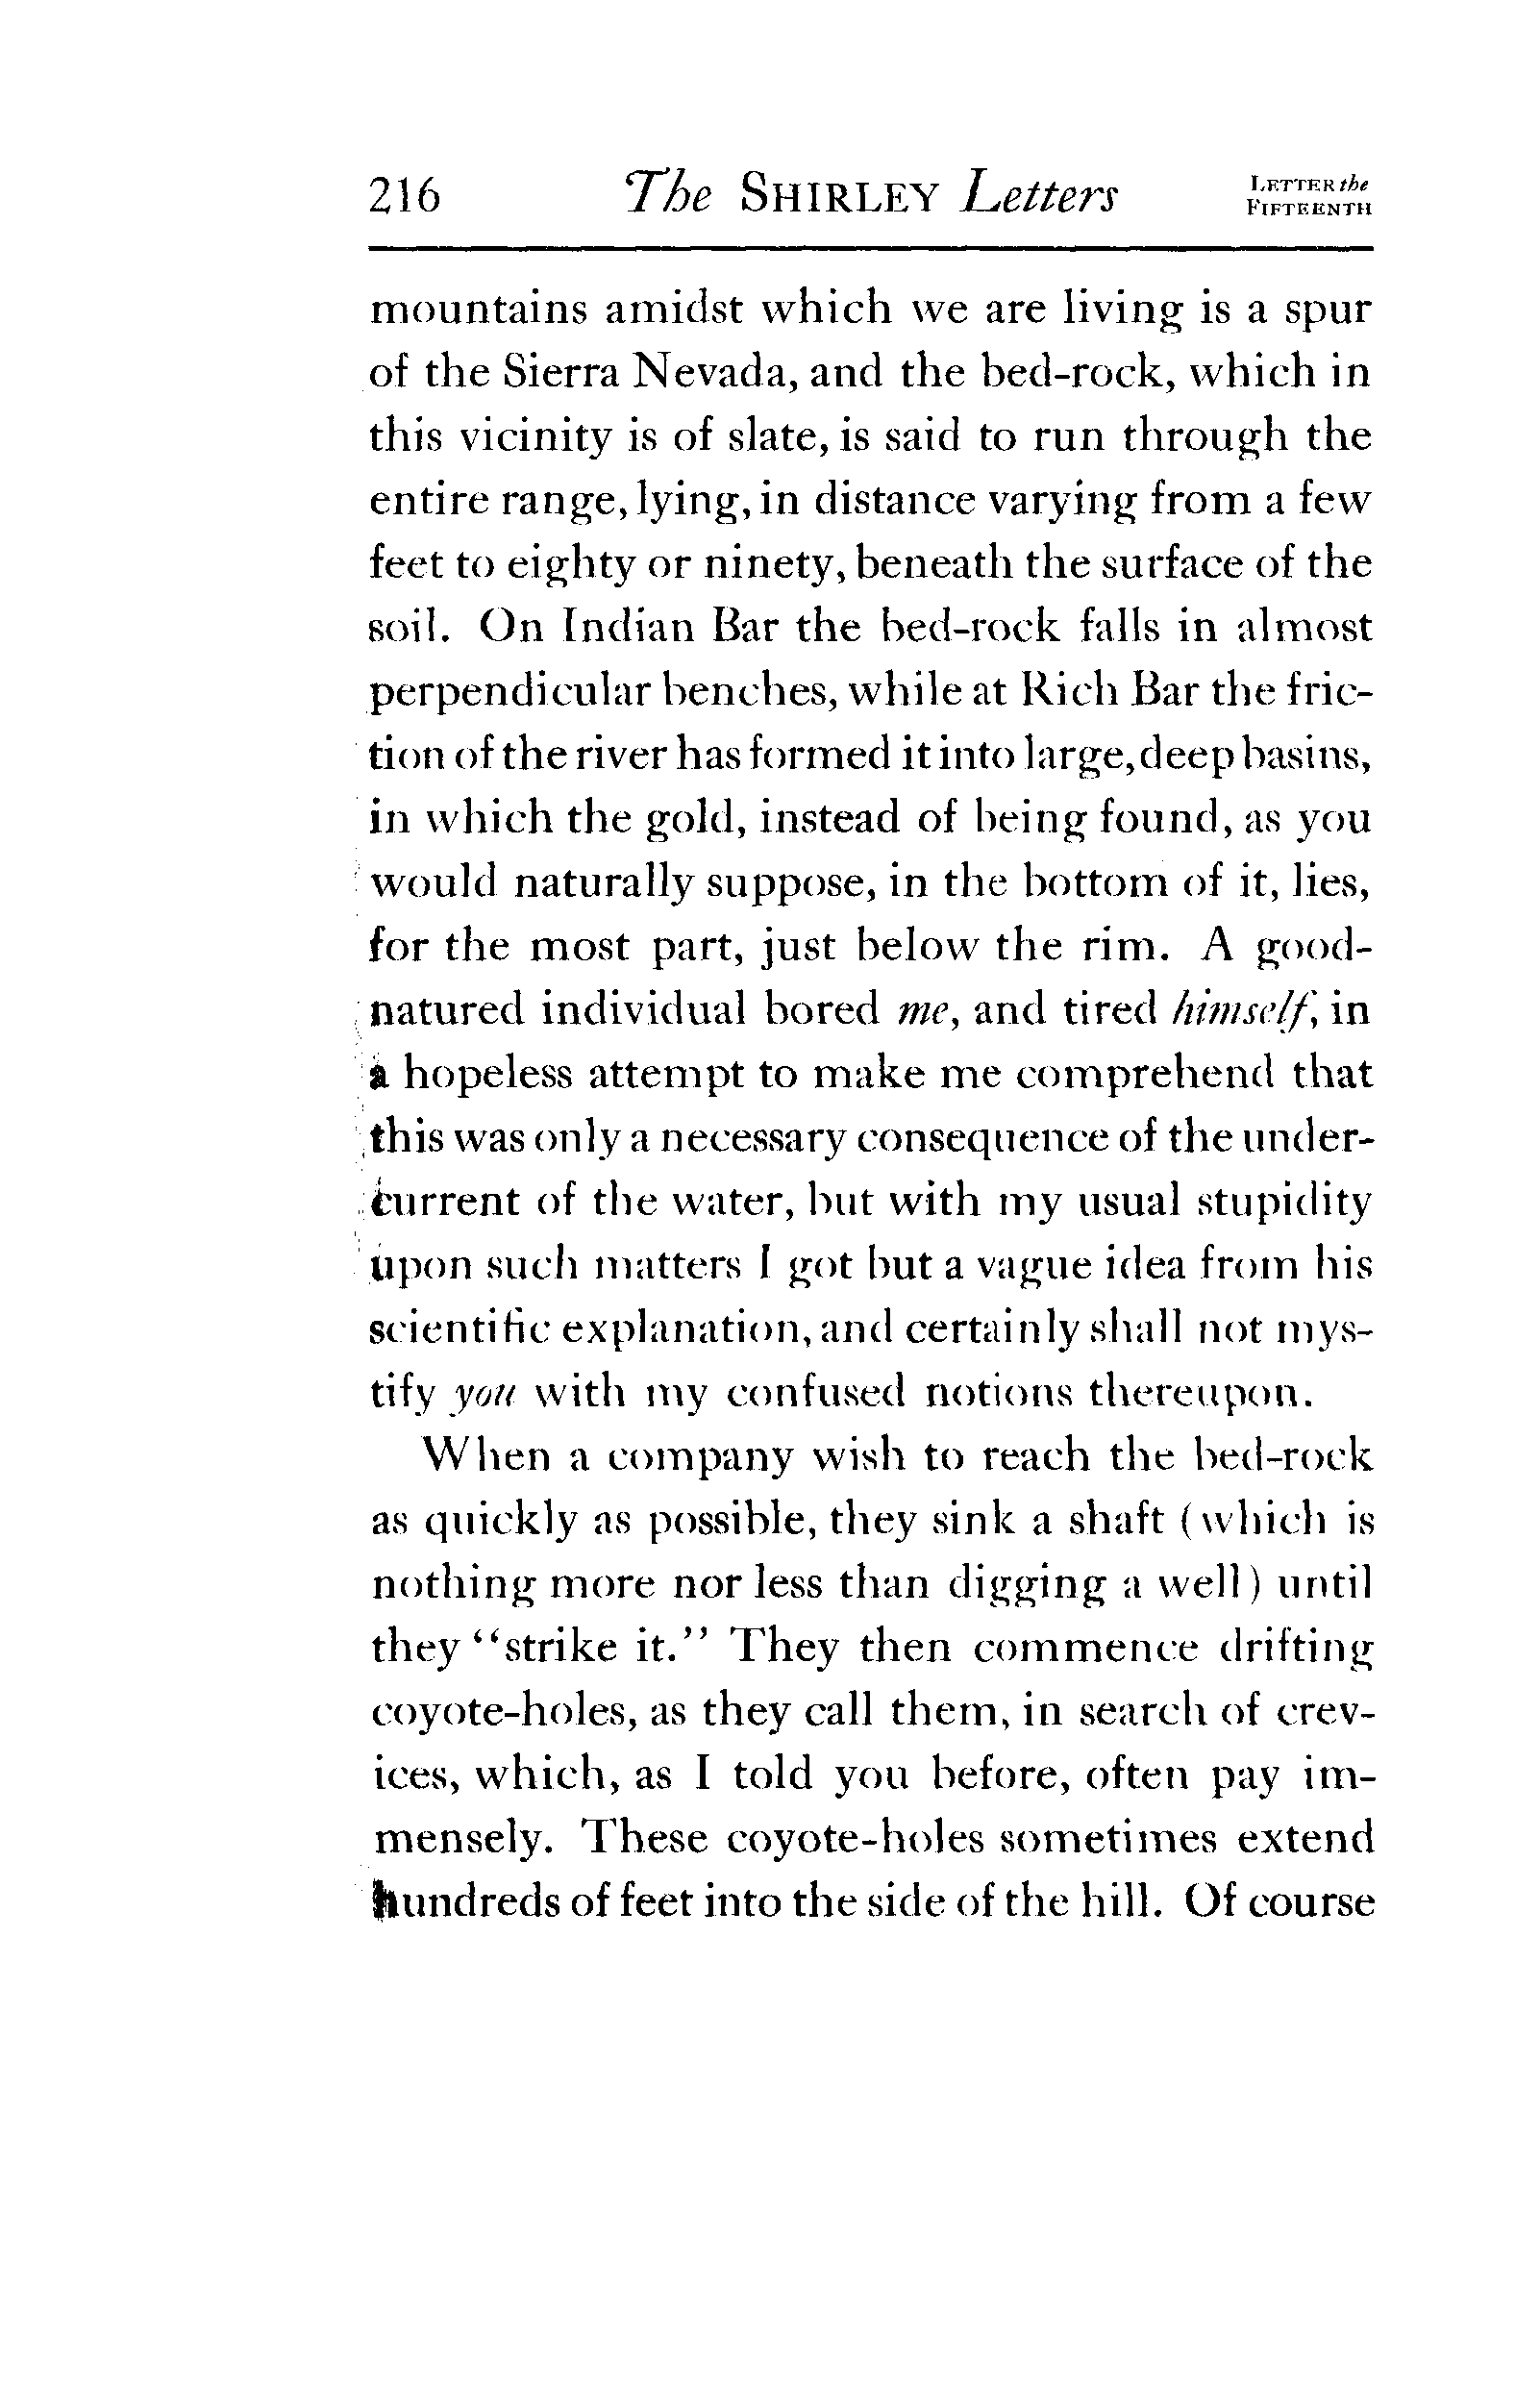 216 The SHIRLEY Letters LETTER the FIFTEENTH
mountains amidst which we are living is a spur
of the Sierra Nevada, and the bed-rock, which in
this vicinity is of slate, is said to run through the
entire range, lying, in distance varying from a few
feet to eighty or ninety, beneath the surface of the
soil. On Indian Bar the bed-rock falls in almost
perpendicular benches, while at Rich Bar the fric-
tion of the river has formed it into large, deep basins,
in which the gold, instead of being found, as you
would naturally suppose, in the bottom of it, lies,
for the most part, just below the rim. A good-
natured individual bored me, and tired himself, in
a hopeless attempt to make me comprehend that
this was only a necessary consequence of the under-
current of the water, but with my usual stupidity
upon such matters I got but a vague idea from his
scientific explanation, and certainly shall not mys-
tify you with my confused notions thereupon.
When a company wish to reach the bed-rock
as quickly as possible, they sink a shaft (which is
nothing more nor less than digging a well) until
they "strike it." They then commence drifting
coyote-holes, as they call them, in search of crev-
ices, which, as I told you before, often pay im-
mensely. These coyote-holes sometimes extend
hundreds of feet into the side of the hill. Of course